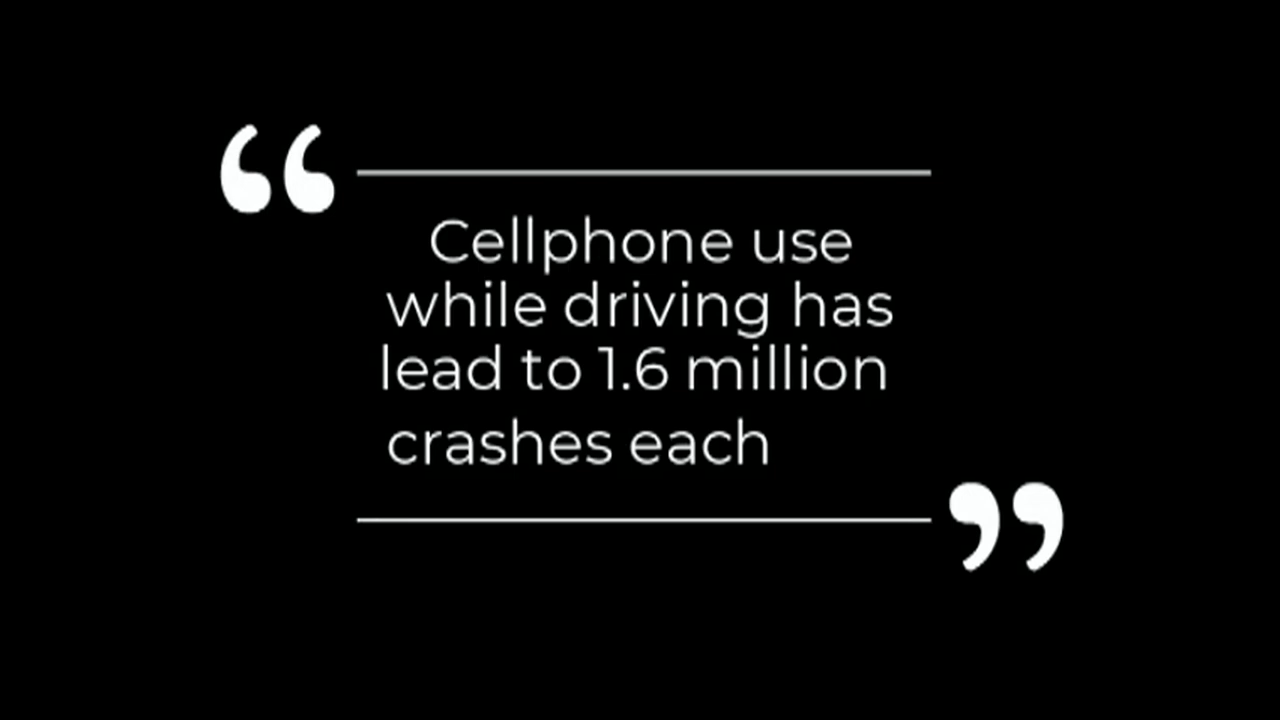 “
Cellphone use
while driving has
lead to 1.6 million
crashes each
”